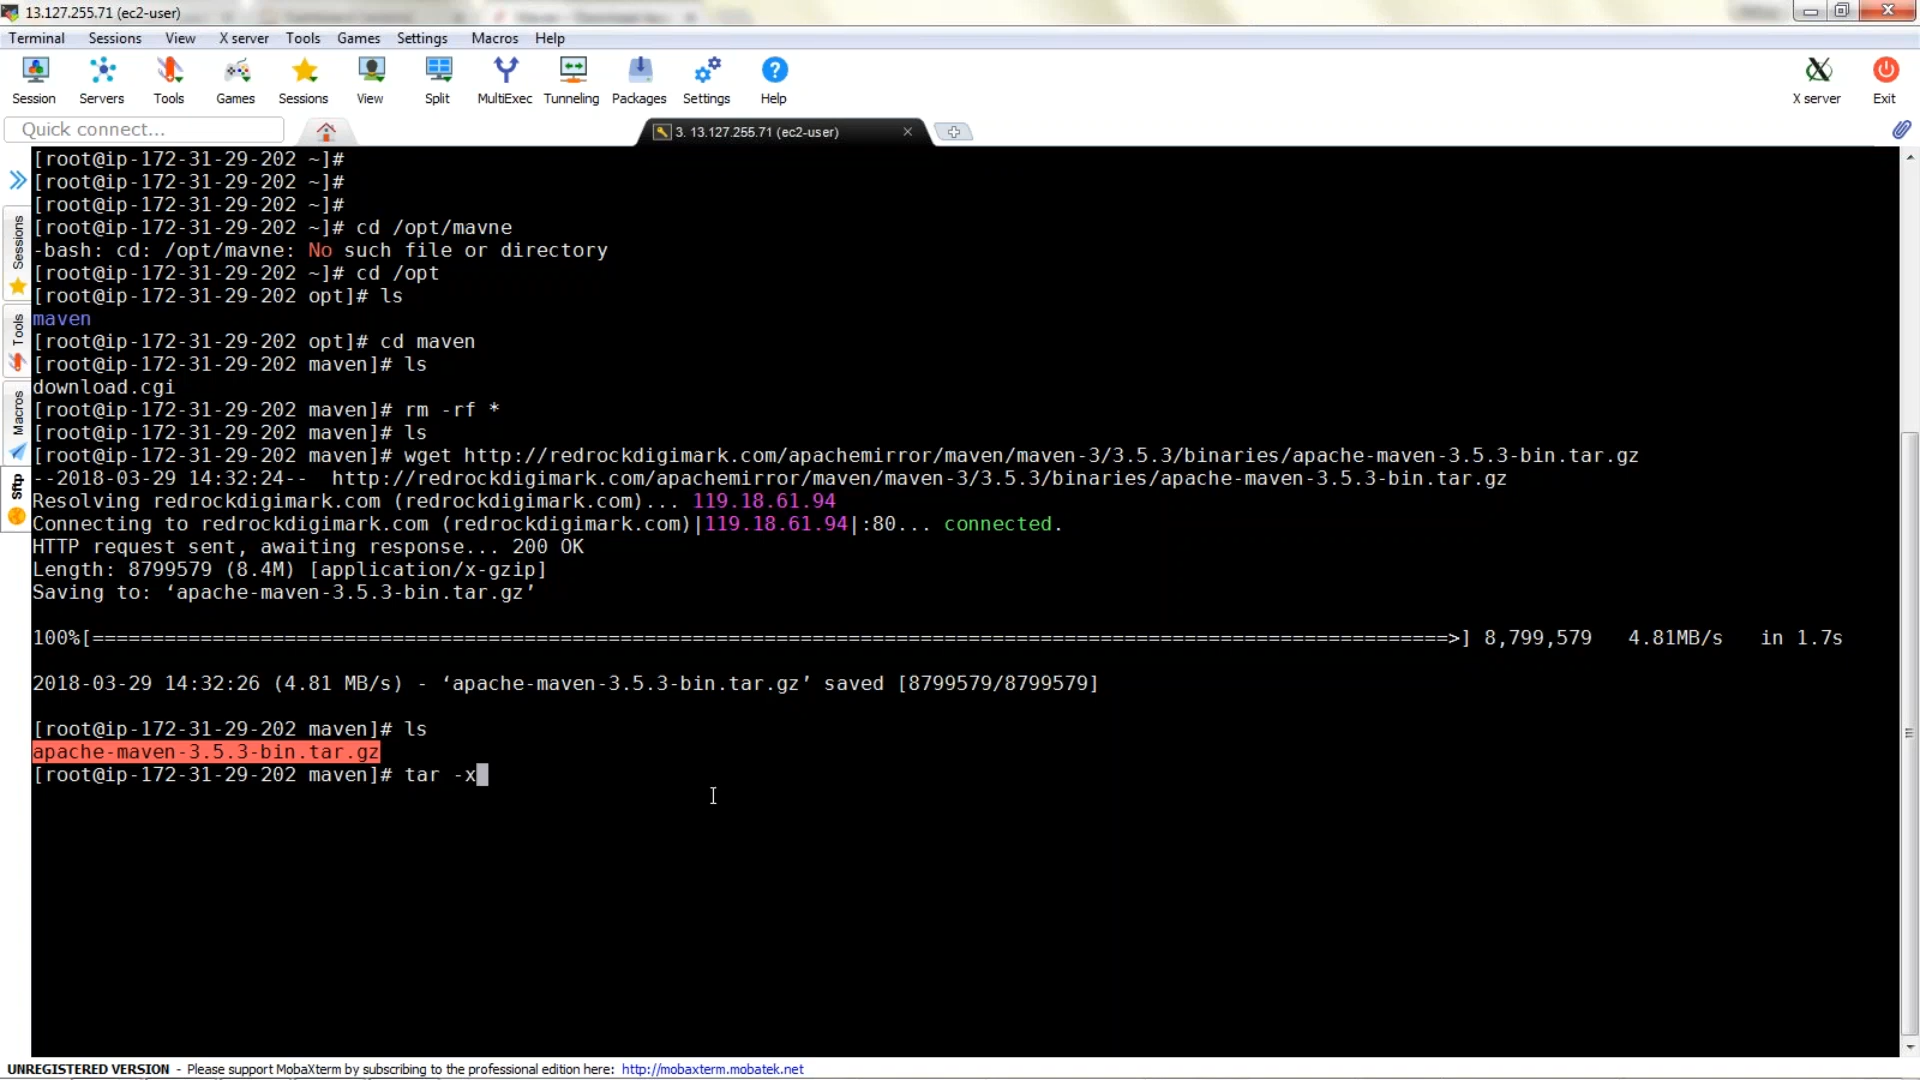 13.127.255.71 (ec2-user)
Terminal Sessions View X server Tools Games Settings Macros Help
Session Servers Tools Games Sessions View Split MultiExec Tunneling Packages Settings Help X server Exit
Quick connect... 3. 13.127.255.71 (ec2-user)
Sessions
Tools
Macros
Sftp
[root@ip-172-31-29-202 ~]#
[root@ip-172-31-29-202 ~]#
[root@ip-172-31-29-202 ~]#
[root@ip-172-31-29-202 ~]# cd /opt/mavne
-bash: cd: /opt/mavne: No such file or directory
[root@ip-172-31-29-202 ~]# cd /opt
[root@ip-172-31-29-202 opt]# ls
maven
[root@ip-172-31-29-202 opt]# cd maven
[root@ip-172-31-29-202 maven]# ls
download.cgi
[root@ip-172-31-29-202 maven]# rm -rf *
[root@ip-172-31-29-202 maven]# ls
[root@ip-172-31-29-202 maven]# wget http://redrockdigimark.com/apachemirror/maven/maven-3/3.5.3/binaries/apache-maven-3.5.3-bin.tar.gz
--2018-03-29 14:32:24--  http://redrockdigimark.com/apachemirror/maven/maven-3/3.5.3/binaries/apache-maven-3.5.3-bin.tar.gz
Resolving redrockdigimark.com (redrockdigimark.com)... 119.18.61.94
Connecting to redrockdigimark.com (redrockdigimark.com)|119.18.61.94|:80... connected.
HTTP request sent, awaiting response... 200 OK
Length: 8799579 (8.4M) [application/x-gzip]
Saving to: ‘apache-maven-3.5.3-bin.tar.gz’
100%[=================================================================================================================>] 8,799,579   4.81MB/s   in 1.7s
2018-03-29 14:32:26 (4.81 MB/s) - ‘apache-maven-3.5.3-bin.tar.gz’ saved [8799579/8799579]
[root@ip-172-31-29-202 maven]# ls
apache-maven-3.5.3-bin.tar.gz
[root@ip-172-31-29-202 maven]# tar -x
UNREGISTERED VERSION - Please support MobaXterm by subscribing to the professional edition here: http://mobaxterm.mobatek.net